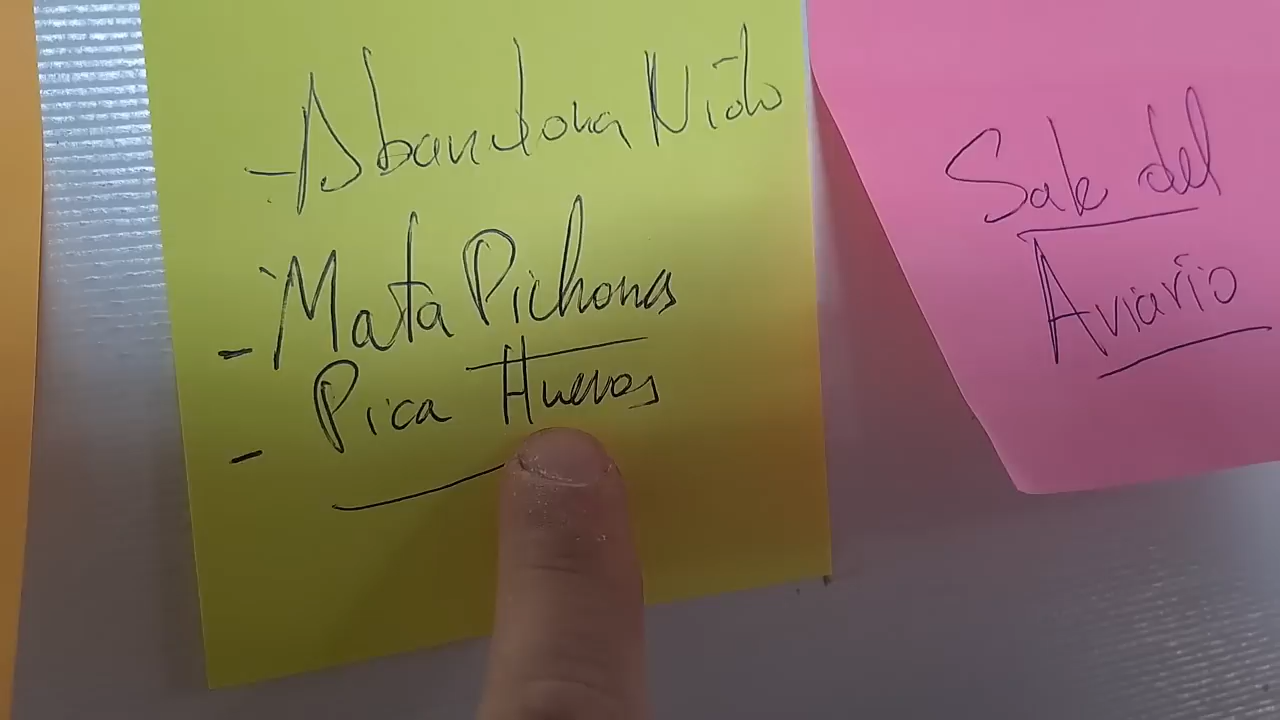 - Abandona Nido
- Mata Pichones
- Pica Huevos
Sale del
Aviario